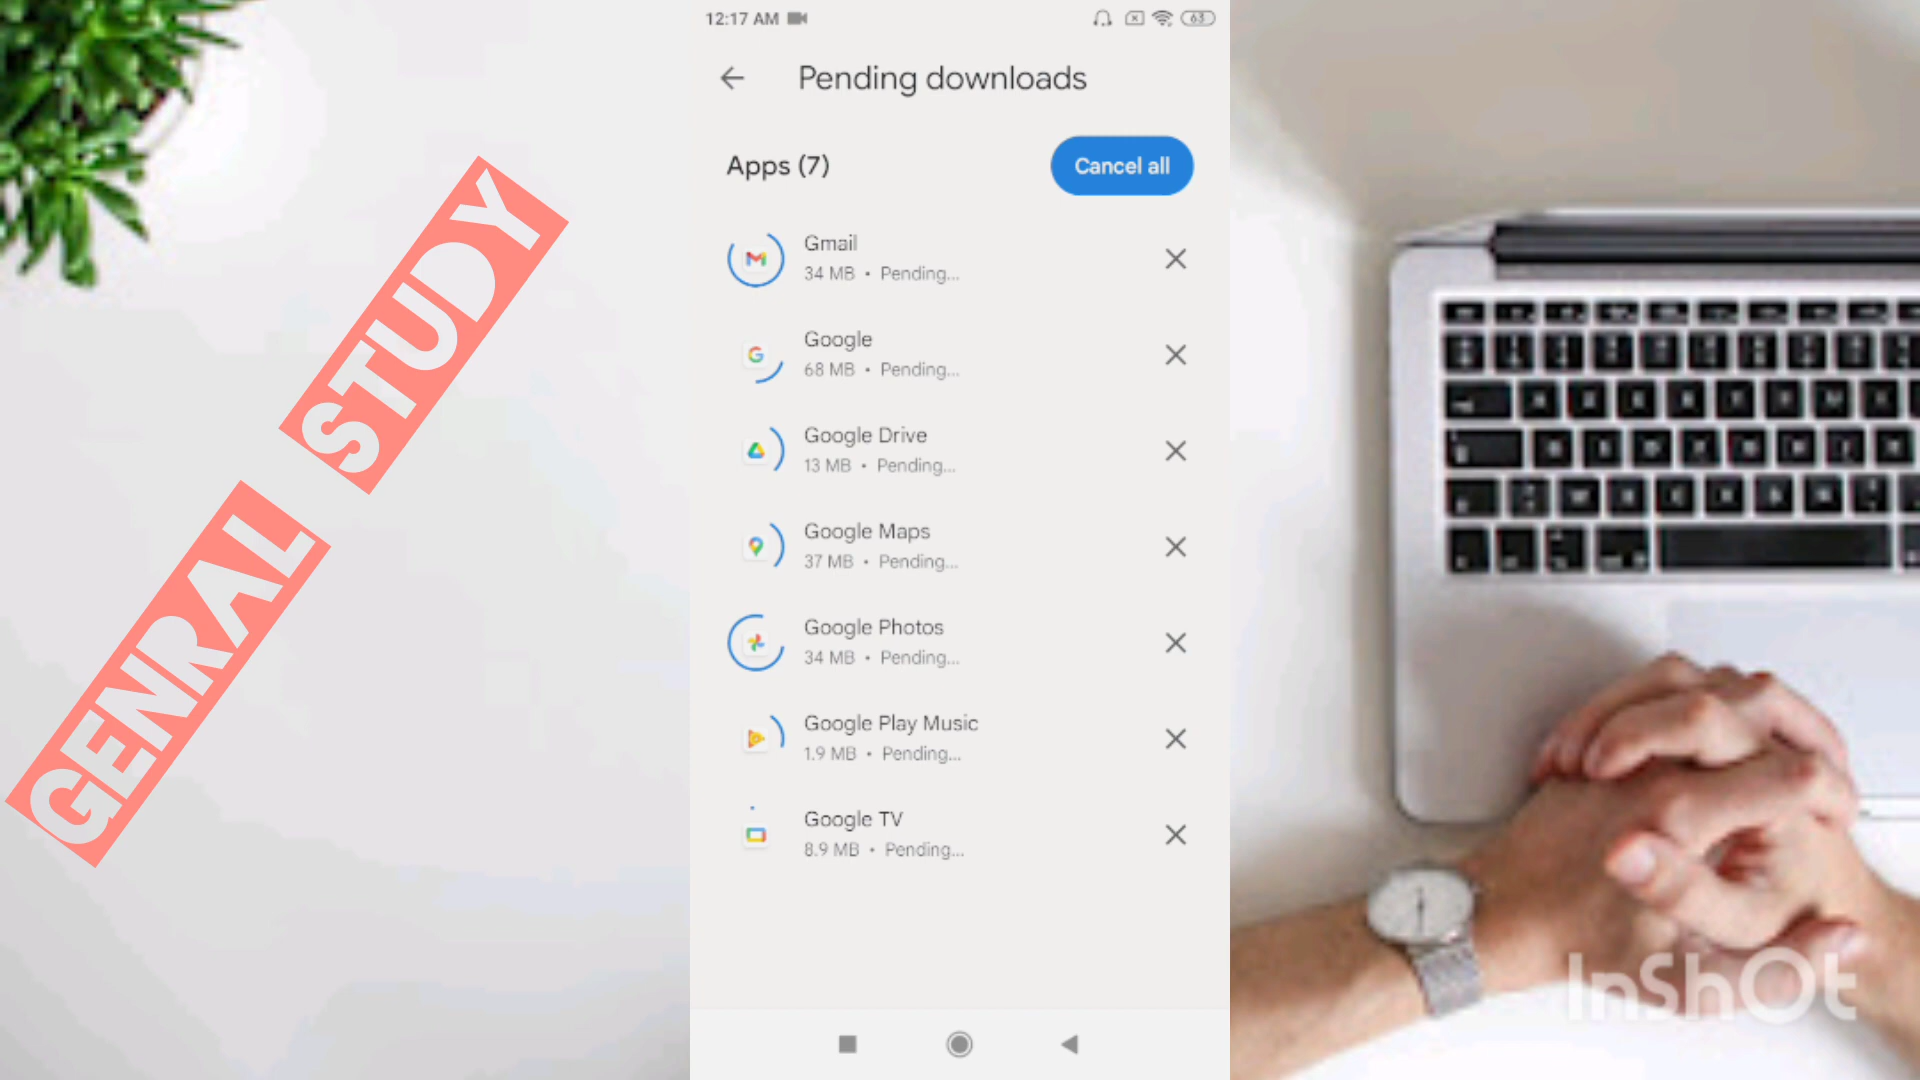 GENRAL STUDY
12:17 AM
63
Pending downloads
Apps (7)
Cancel all
Gmail
34 MB • Pending...
Google
68 MB • Pending...
Google Drive
13 MB • Pending...
Google Maps
37 MB • Pending...
Google Photos
34 MB • Pending...
Google Play Music
1.9 MB • Pending...
Google TV
8.9 MB • Pending...
InShOt